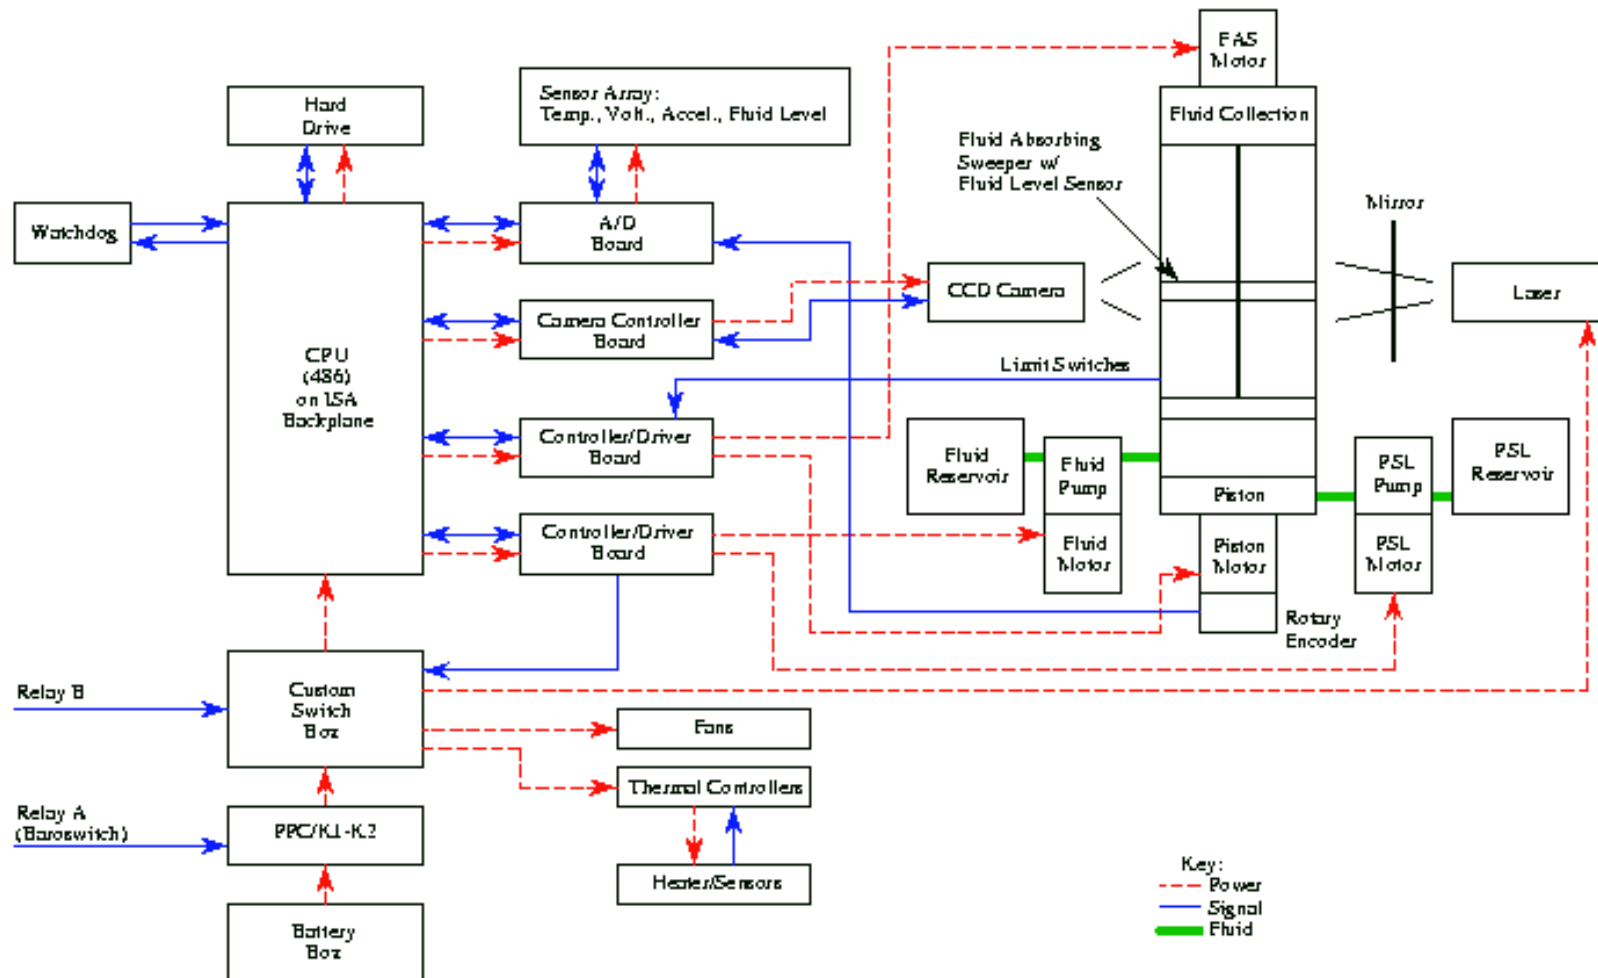 FAS
Motor
Hard
Drive
Sensor Array:
Temp., Volt., Accel., Fluid Level
Fluid Collection
Fluid Absorbing
Sweeper w/
Fluid Level Sensor
Mirror
Watchdog
A/D
Board
CCD Camera
Laser
Camera Controller
Board
CPU
(486)
on ISA
Backplane
Limit Switches
Controller/Driver
Board
Fluid
Reservoir
Fluid
Pump
PSL
Pump
PSL
Reservoir
Piston
Controller/Driver
Board
Fluid
Motor
Piston
Motor
PSL
Motor
Rotary
Encoder
Relay B
Custom
Switch
Box
Fans
Thermal Controllers
Relay A
(Baroswitch)
PPC/K1-K2
Heater/Sensors
Battery
Box
Key:
Power
Signal
Fluid